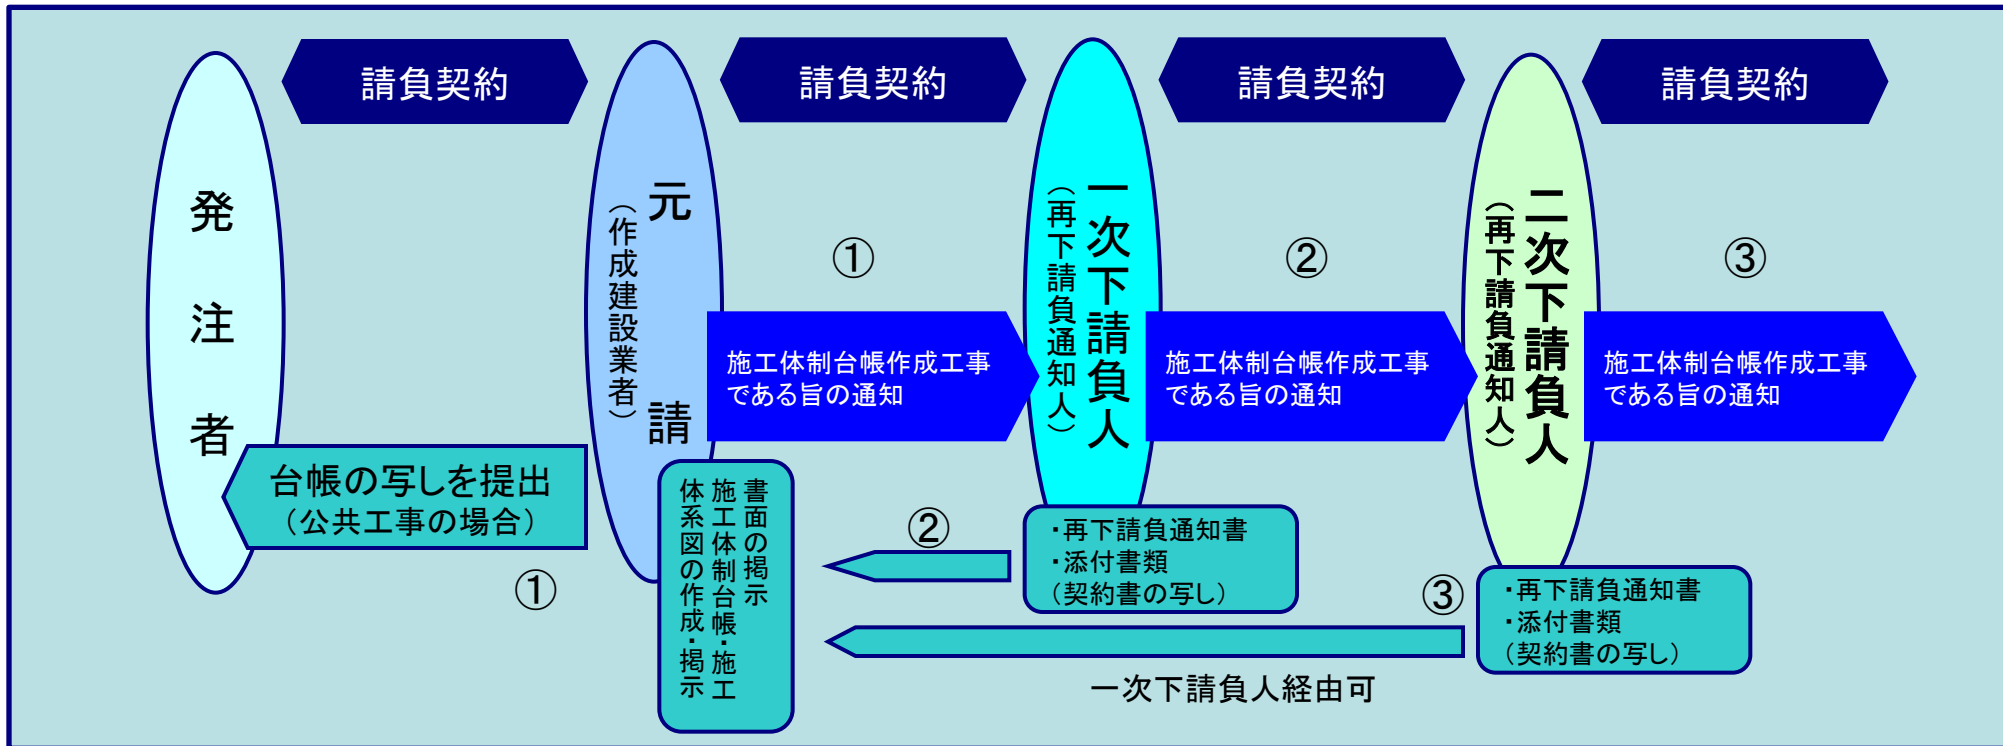 請負契約
請負契約
請負契約
請負契約
発注者
元請
（作成建設業者）
一次下請負人
（再下請負通知人）
二次下請負人
（再下請負通知人）
①
②
③
施工体制台帳作成工事
である旨の通知
施工体制台帳作成工事
である旨の通知
施工体制台帳作成工事
である旨の通知
台帳の写しを提出
（公共工事の場合）
①
書面の掲示
施工体制台帳・施工
体系図の作成・掲示
②
・再下請負通知書
・添付書類
（契約書の写し）
③
・再下請負通知書
・添付書類
（契約書の写し）
一次下請負人経由可